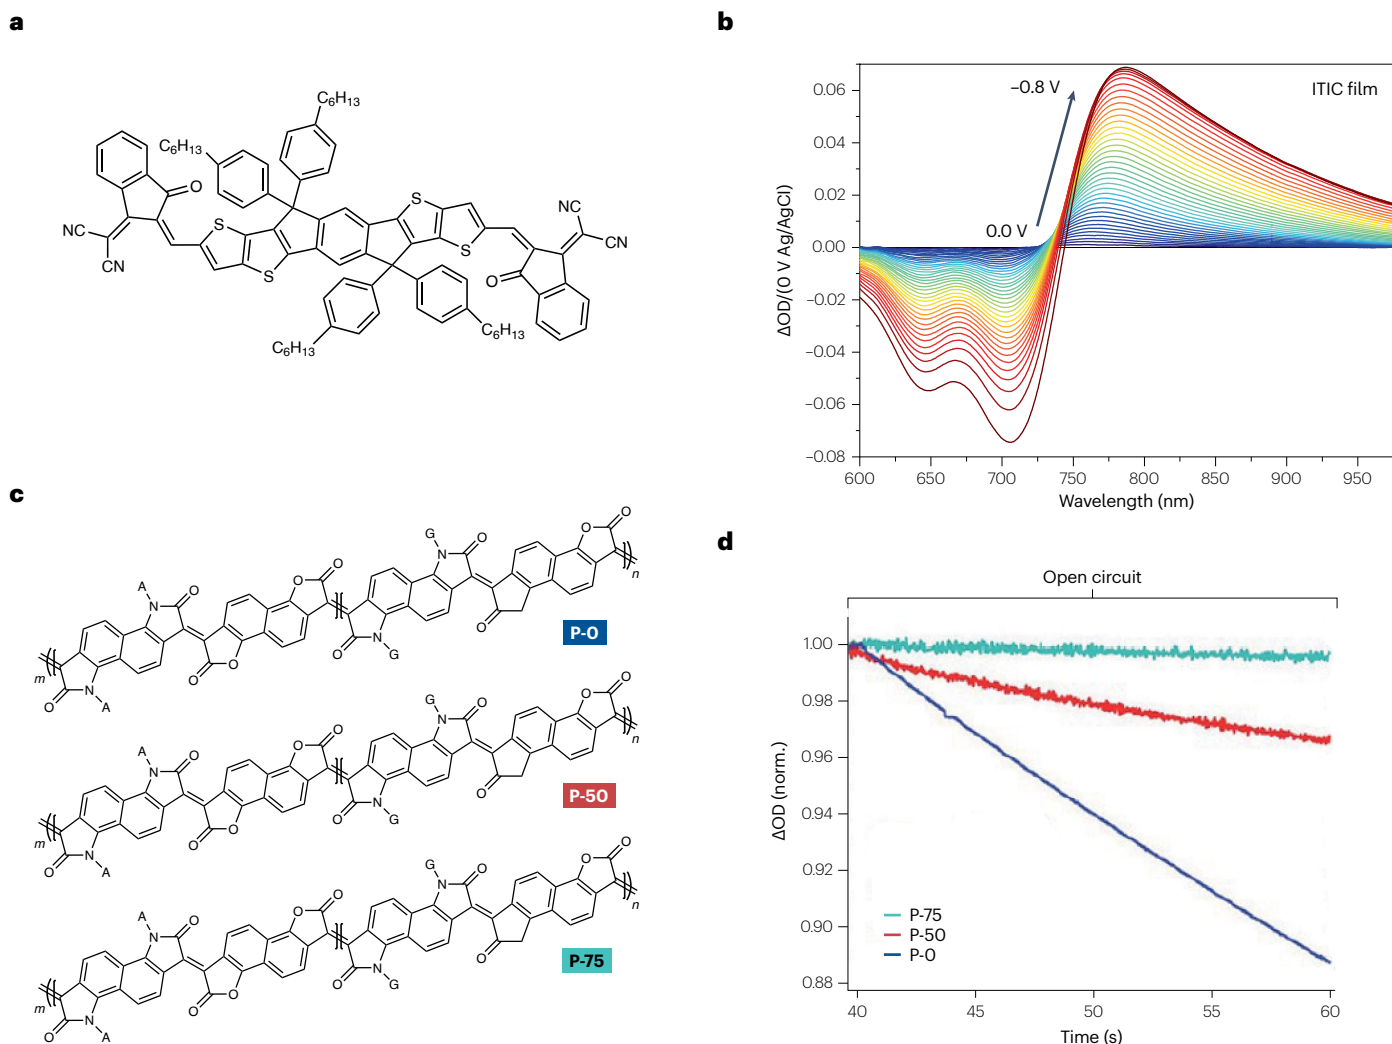 a
C6H13
C6H13
O
S
S
NC
CN
S
S
NC
CN
O
C6H13
C6H13
b
ΔOD/(0 V Ag/AgCl)
0.06
0.04
0.02
0.00
−0.02
−0.04
−0.06
−0.08
−0.8 V
0.0 V
ITIC film
600 650 700 750 800 850 900 950
Wavelength (nm)
c
G
N
O
O
O
n
A
N
O
O
O
O
P-0
m
O
N
A
O
O
O
N
G
G
N
O
O
O
n
A
N
O
O
O
O
P-50
m
O
N
A
O
O
O
N
G
G
N
O
O
O
n
A
N
O
O
O
O
P-75
m
O
N
A
O
O
O
N
G
d
Open circuit
ΔOD (norm.)
1.00
0.98
0.96
0.94
0.92
0.90
0.88
P-75
P-50
P-0
40 45 50 55 60
Time (s)